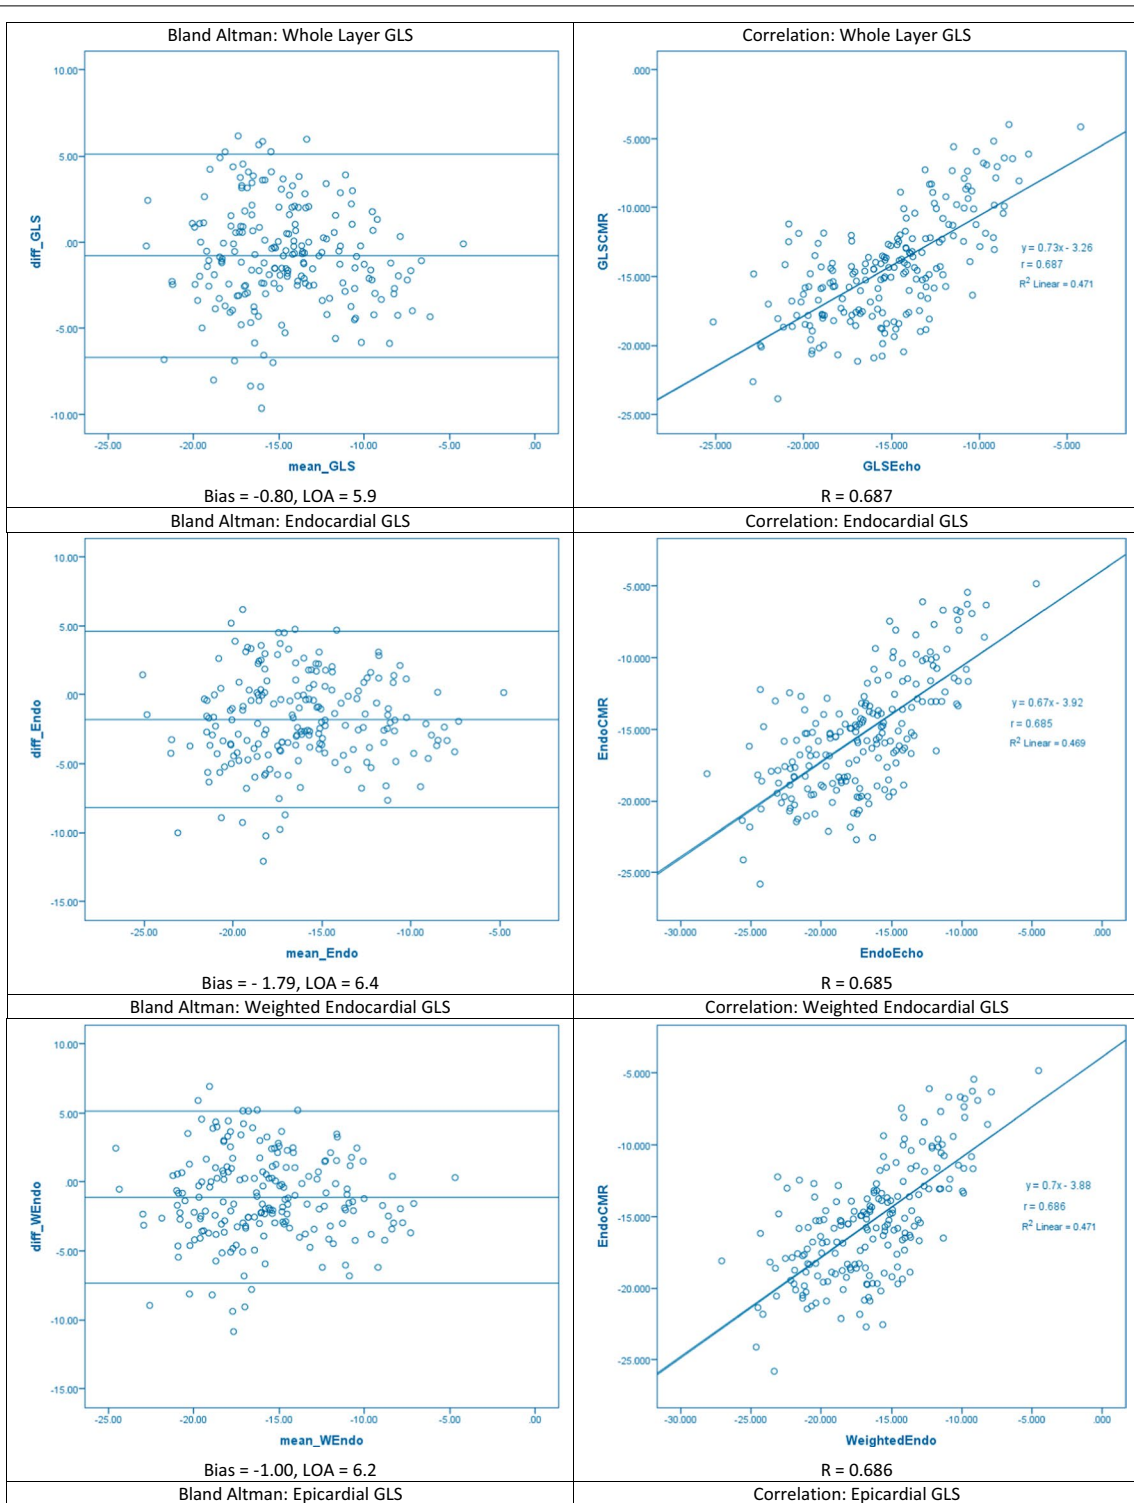 Bland Altman: Whole Layer GLS
10.00
5.00
.00
-5.00
-10.00
diff_GLS
-25.00 -20.00 -15.00 -10.00 -5.00 .00
mean_GLS
Bias = -0.80, LOA = 5.9
Correlation: Whole Layer GLS
.000
-5.000
-10.000
-15.000
-20.000
-25.000
GLSCMR
y = 0.73x - 3.26
r = 0.687
R² Linear = 0.471
-25.000 -20.000 -15.000 -10.000 -5.000
GLSEcho
R = 0.687
Bland Altman: Endocardial GLS
10.00
5.00
.00
-5.00
-10.00
-15.00
diff_Endo
-25.00 -20.00 -15.00 -10.00 -5.00
mean_Endo
Bias = - 1.79, LOA = 6.4
Correlation: Endocardial GLS
-5.000
-10.000
-15.000
-20.000
-25.000
EndoCMR
y = 0.67x - 3.92
r = 0.685
R² Linear = 0.469
-30.000 -25.000 -20.000 -15.000 -10.000 -5.000 .000
EndoEcho
R = 0.685
Bland Altman: Weighted Endocardial GLS
10.00
5.00
.00
-5.00
-10.00
-15.00
diff_WEndo
-25.00 -20.00 -15.00 -10.00 -5.00 .00
mean_WEndo
Bias = -1.00, LOA = 6.2
Correlation: Weighted Endocardial GLS
-5.000
-10.000
-15.000
-20.000
-25.000
EndoCMR
y = 0.7x - 3.88
r = 0.686
R² Linear = 0.471
-30.000 -25.000 -20.000 -15.000 -10.000 -5.000 .000
WeightedEndo
R = 0.686
Bland Altman: Epicardial GLS
Correlation: Epicardial GLS